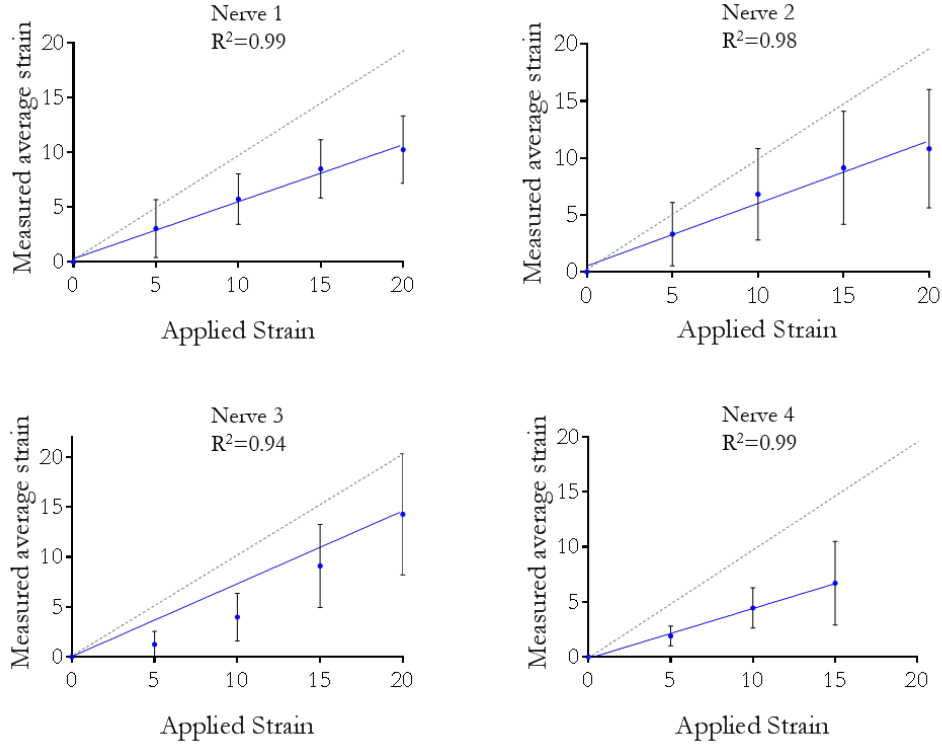 Nerve 1
R²=0.99
Measured average strain
20
15
10
5
0
0 5 10 15 20
Applied Strain
Nerve 2
R²=0.98
Measured average strain
20
15
10
5
0
0 5 10 15 20
Applied Strain
Nerve 3
R²=0.94
Measured average strain
20
15
10
5
0
0 5 10 15 20
Applied Strain
Nerve 4
R²=0.99
Measured average strain
20
15
10
5
0
0 5 10 15 20
Applied Strain